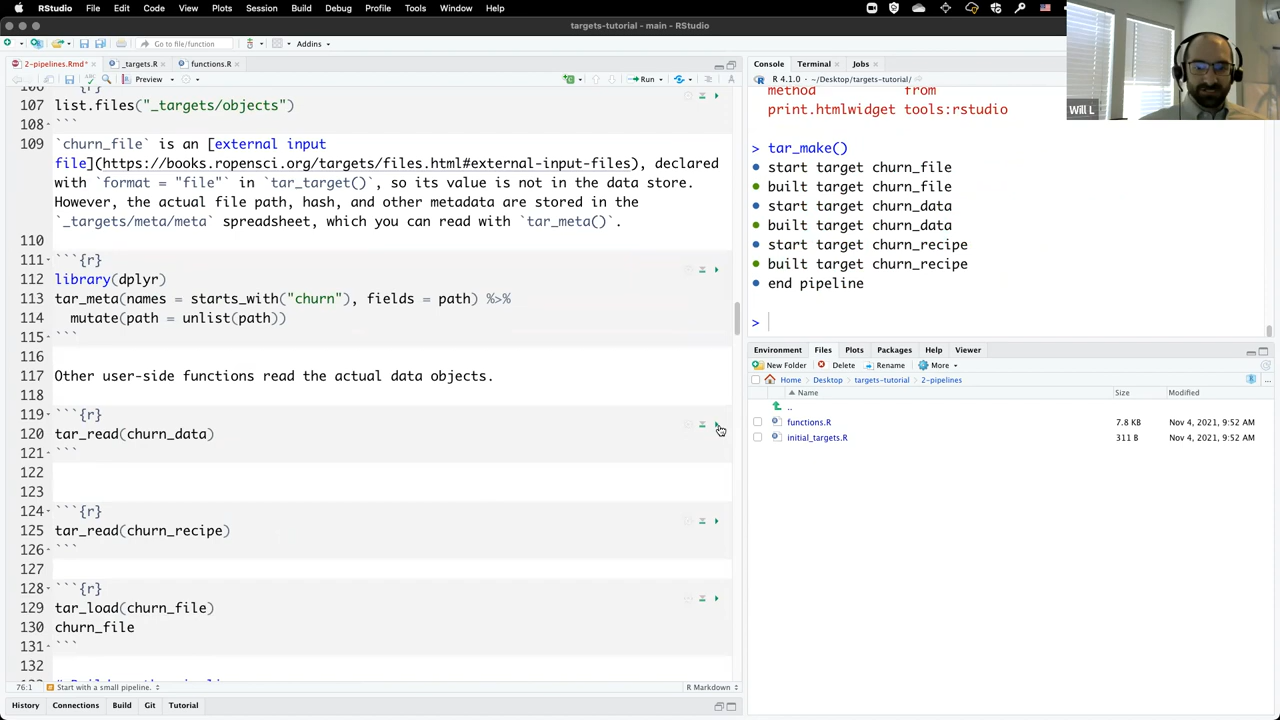 RStudio File Edit Code View Plots Session Build Debug Profile Tools Window Help
targets-tutorial - main - RStudio
Go to file/function
Addins
2-pipelines.Rmd*
_targets.R
functions.R
Preview
Run
107 list.files("_targets/objects")
108 ```
109 `churn_file` is an [external input
file](https://books.ropensci.org/targets/files.html#external-input-files), declared
with `format = "file"` in `tar_target()`, so its value is not in the data store.
However, the actual file path, hash, and other metadata are stored in the
`_targets/meta/meta` spreadsheet, which you can read with `tar_meta()`.
110
111 ```{r}
112 library(dplyr)
113 tar_meta(names = starts_with("churn"), fields = path) %>%
114 mutate(path = unlist(path))
115 ```
116
117 Other user-side functions read the actual data objects.
118
119 ```{r}
120 tar_read(churn_data)
121 ```
122
123
124 ```{r}
125 tar_read(churn_recipe)
126 ```
127
128 ```{r}
129 tar_load(churn_file)
130 churn_file
131 ```
132
76:1 Start with a small pipeline.
R Markdown
History Connections Build Git Tutorial
Console Terminal Jobs
R 4.1.0 · ~/Desktop/targets-tutorial/
method from
print.htmlwidget tools:rstudio
> tar_make()
● start target churn_file
● built target churn_file
● start target churn_data
● built target churn_data
● start target churn_recipe
● built target churn_recipe
● end pipeline
>
Environment Files Plots Packages Help Viewer
New Folder Delete Rename More
Home Desktop targets-tutorial 2-pipelines
Name Size Modified
..
functions.R 7.8 KB Nov 4, 2021, 9:52 AM
initial_targets.R 311 B Nov 4, 2021, 9:52 AM
Will L